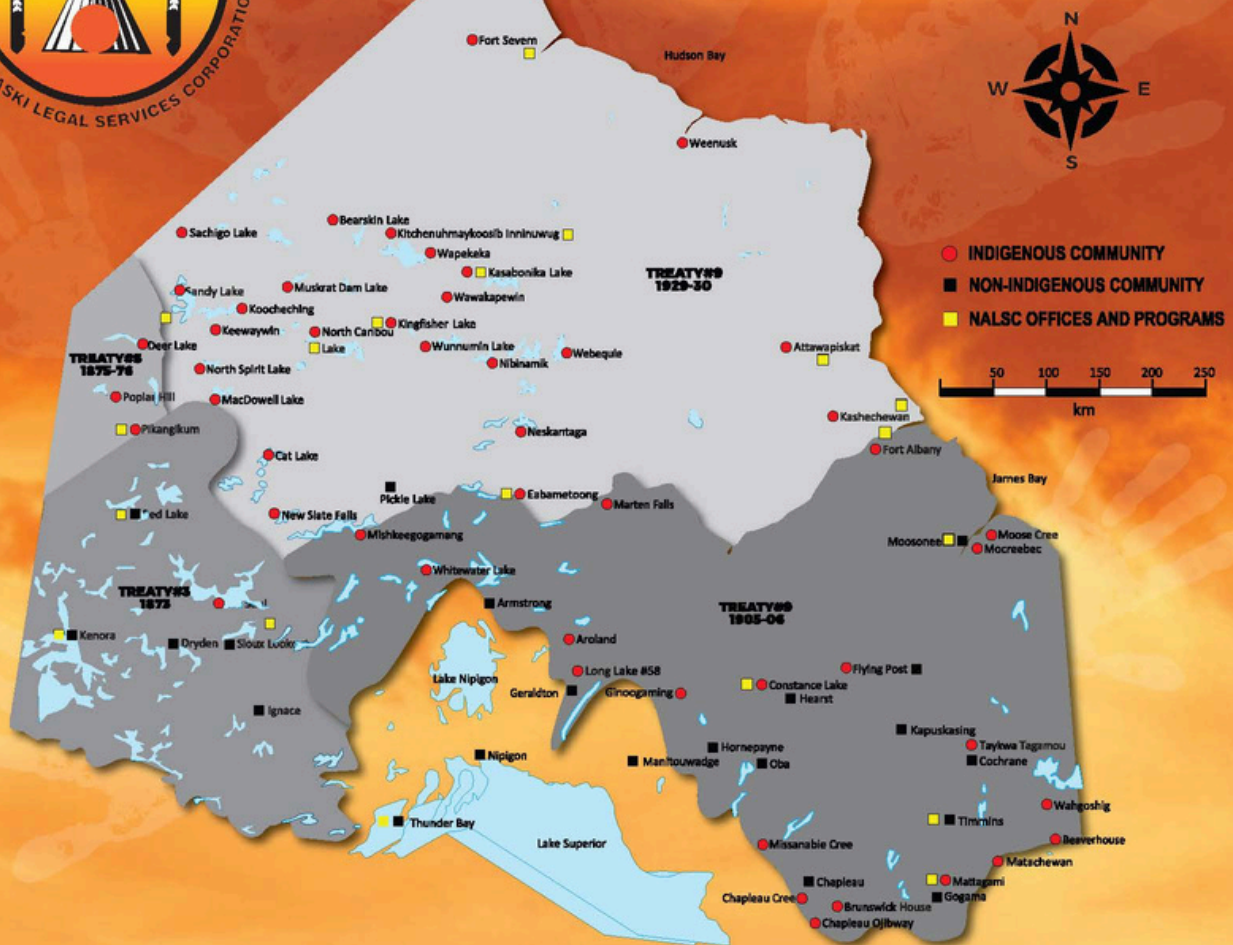 ASKI LEGAL SERVICES CORPORATIO
N
W E
S
Fort Severn
Hudson Bay
Weenusk
Sachigo Lake
Bearskin Lake
Kitchenuhmaykoosib Inninuwug
Wapekeka
Kasabonika Lake
Wawakapewin
TREATY#9
1929-30
INDIGENOUS COMMUNITY
NON-INDIGENOUS COMMUNITY
NALSC OFFICES AND PROGRAMS
50 100 150 200 250
km
Sandy Lake
Muskrat Dam Lake
Koocheching
Keewaywin
North Caribou
Lake
Kingfisher Lake
Wunnumin Lake
Nibinamik
Webequie
Attawapiskat
Deer Lake
TREATY#5
1875-76
North Spirit Lake
Poplar Hill
MacDowell Lake
Pikangikum
Kashechewan
Neskantaga
Fort Albany
Cat Lake
James Bay
Pickle Lake
Eabametoong
Marten Falls
Red Lake
New Slate Falls
Mishkeegogamang
Moosonee
Moose Cree
Mocreebec
Whitewater Lake
TREATY#3
1873
Armstrong
TREATY#9
1905-06
Kenora
Dryden
Aroland
Lake Nipigon
Long Lake #58
Geraldton
Ginoogaming
Constance Lake
Hearst
Flying Post
Ignace
Kapuskasing
Taykwa Tagamou
Cochrane
Nipigon
Manitouwadge
Hornepayne
Oba
Wahgoshig
Thunder Bay
Timmins
Lake Superior
Missanabie Cree
Beaverhouse
Matachewan
Chapleau
Mattagami
Gogama
Chapleau Cree
Brunswick House
Chapleau Ojibway